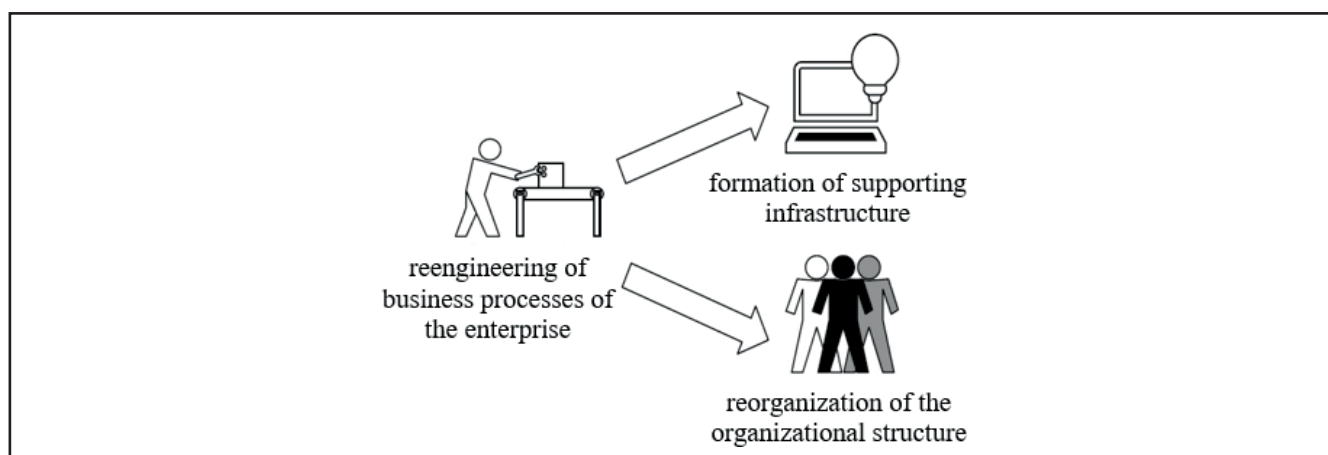 formation of supporting
infrastructure
reengineering of
business processes of
the enterprise
reorganization of the
organizational structure